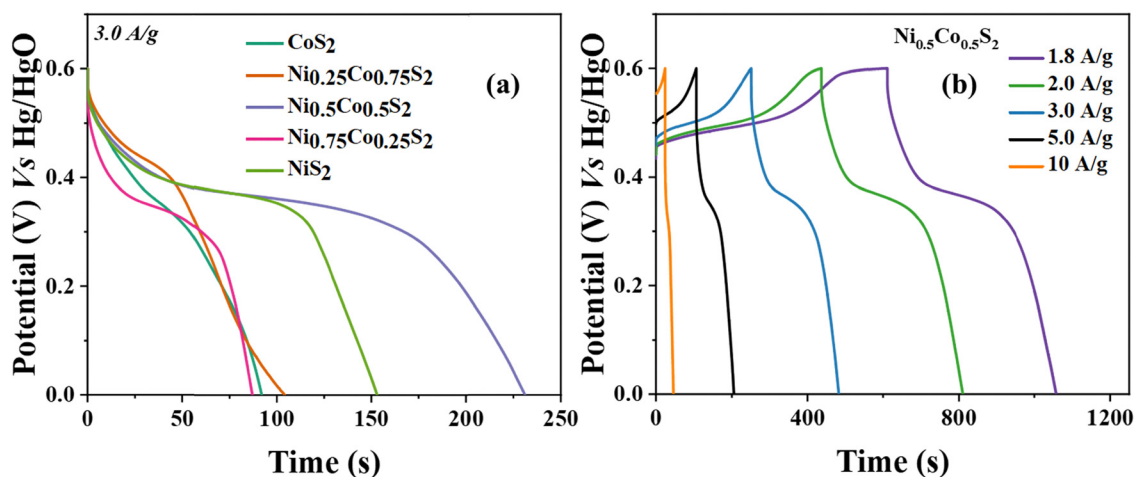 3.0 A/g
(a)
CoS2
Ni0.25Co0.75S2
Ni0.5Co0.5S2
Ni0.75Co0.25S2
NiS2
0.6
0.4
0.2
0.0
0 50 100 150 200 250
Potential (V) Vs Hg/HgO
Time (s)
Ni0.5Co0.5S2
(b)
1.8 A/g
2.0 A/g
3.0 A/g
5.0 A/g
10 A/g
0.6
0.4
0.2
0.0
0 400 800 1200
Potential (V) Vs Hg/HgO
Time (s)